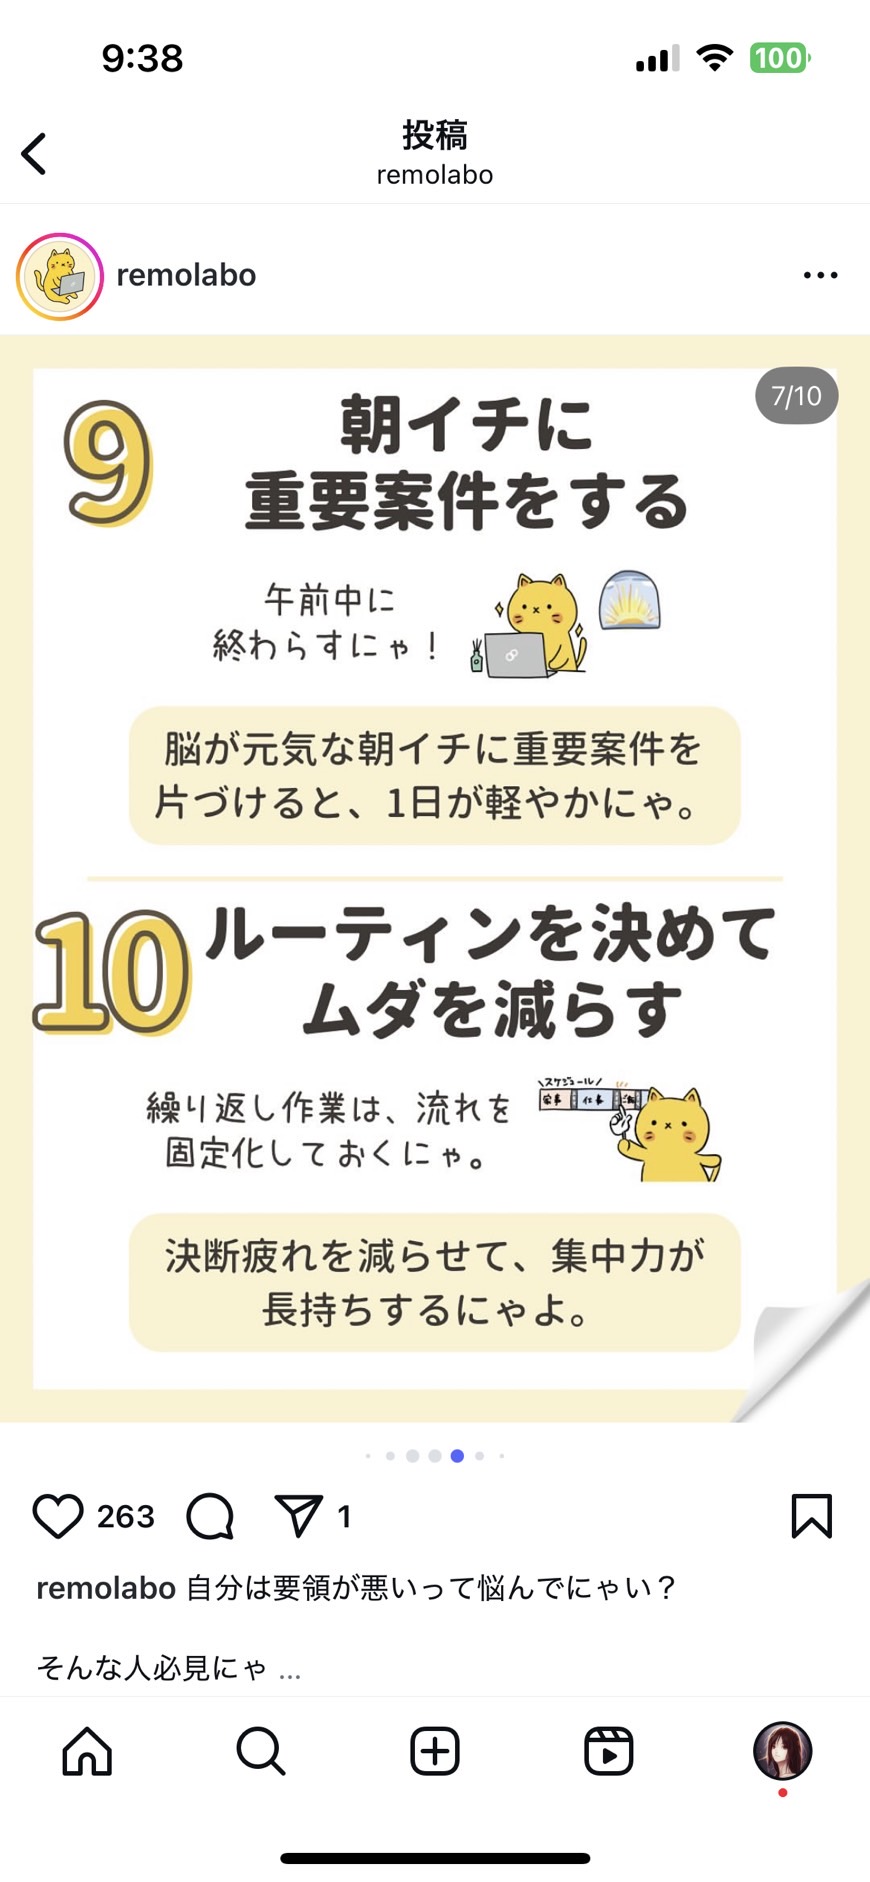 9:38
100
投稿
remolabo
remolabo
7/10
9
朝イチに
重要案件をする
午前中に
終わらすにゃ！
脳が元気な朝イチに重要案件を
片づけると、1日が軽やかにゃ。
10
ルーティンを決めて
ムダを減らす
繰り返し作業は、流れを
固定化しておくにゃ。
\スケジュール/
家事 仕事 ご飯
決断疲れを減らせて、集中力が
長持ちするにゃよ。
263
1
remolabo 自分は要領が悪いって悩んでにゃい？
そんな人必見にゃ ...